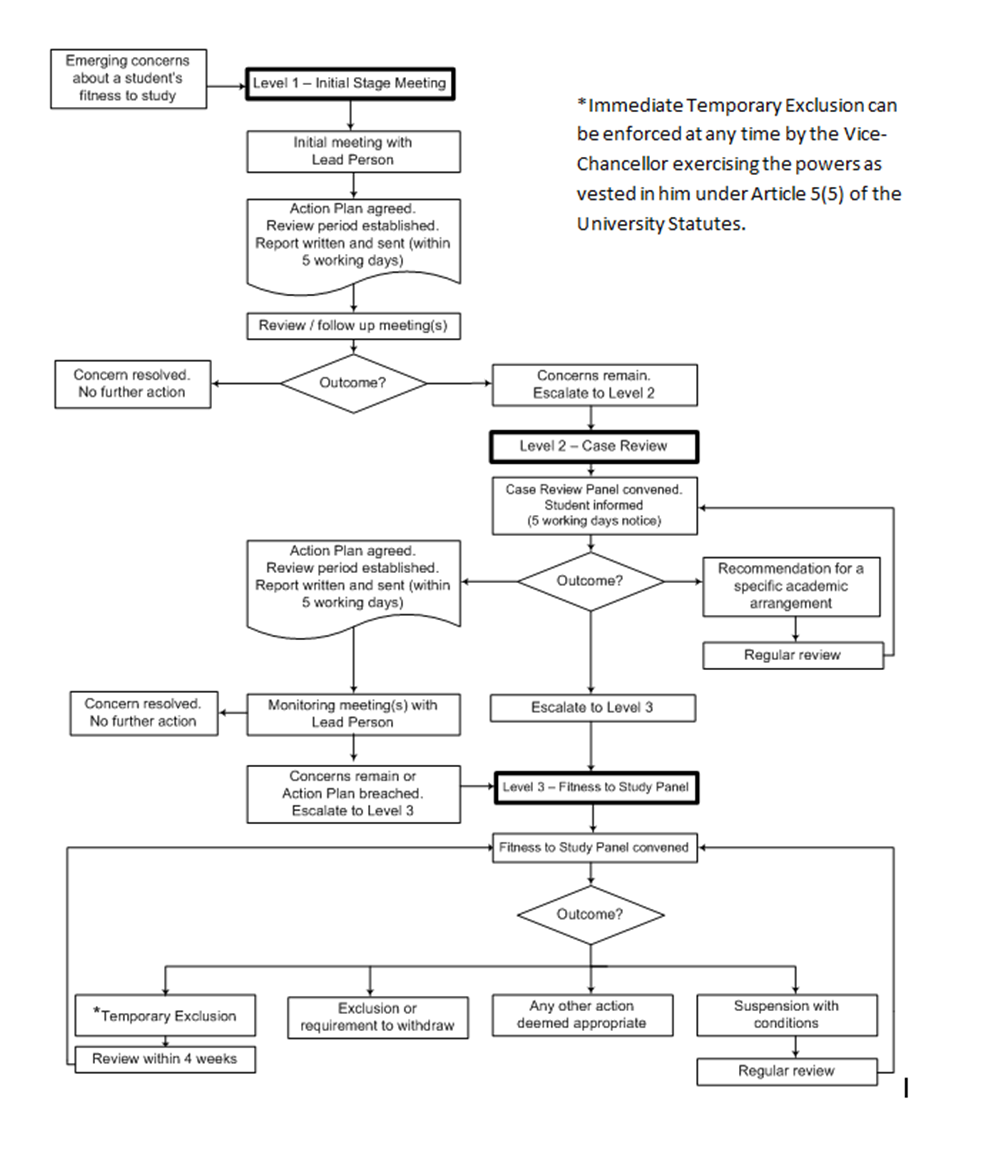 Emerging concerns
about a student's
fitness to study
Level 1 – Initial Stage Meeting
*Immediate Temporary Exclusion can
be enforced at any time by the Vice-
Chancellor exercising the powers as
vested in him under Article 5(5) of the
University Statutes.
Initial meeting with
Lead Person
Action Plan agreed.
Review period established.
Report written and sent (within
5 working days)
Review / follow up meeting(s)
Concern resolved.
No further action
Outcome?
Concerns remain.
Escalate to Level 2
Level 2 – Case Review
Case Review Panel convened.
Student informed
(5 working days notice)
Action Plan agreed.
Review period established.
Report written and sent (within
5 working days)
Outcome?
Recommendation for a
specific academic
arrangement
Regular review
Concern resolved.
No further action
Monitoring meeting(s) with
Lead Person
Escalate to Level 3
Concerns remain or
Action Plan breached.
Escalate to Level 3
Level 3 – Fitness to Study Panel
Fitness to Study Panel convened
Outcome?
*Temporary Exclusion
Review within 4 weeks
Exclusion or
requirement to withdraw
Any other action
deemed appropriate
Suspension with
conditions
Regular review